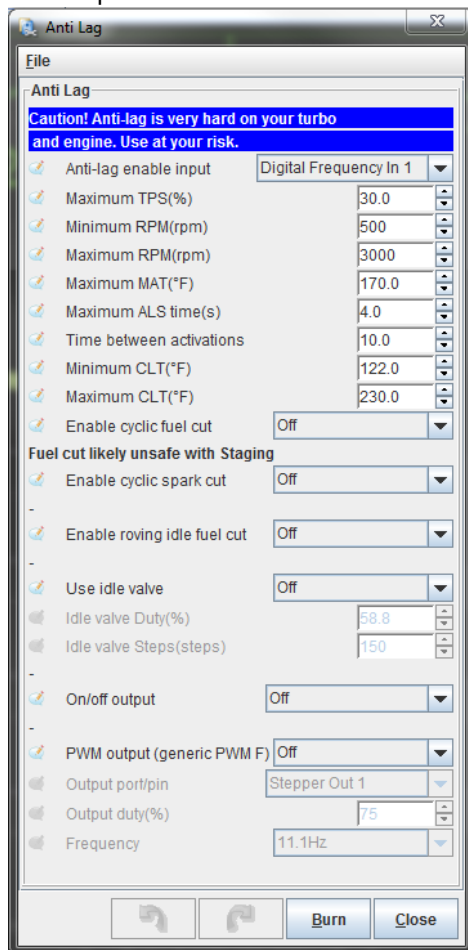 Anti Lag
File
Anti Lag
Caution! Anti-lag is very hard on your turbo
and engine. Use at your risk.
Anti-lag enable input Digital Frequency In 1
Maximum TPS(%) 30.0
Minimum RPM(rpm) 500
Maximum RPM(rpm) 3000
Maximum MAT(°F) 170.0
Maximum ALS time(s) 4.0
Time between activations 10.0
Minimum CLT(°F) 122.0
Maximum CLT(°F) 230.0
Enable cyclic fuel cut Off
Fuel cut likely unsafe with Staging
Enable cyclic spark cut Off
-
Enable roving idle fuel cut Off
-
Use idle valve Off
Idle valve Duty(%) 58.8
Idle valve Steps(steps) 150
-
On/off output Off
-
PWM output (generic PWM F) Off
Output port/pin Stepper Out 1
Output duty(%) 75
Frequency 11.1Hz
Burn Close